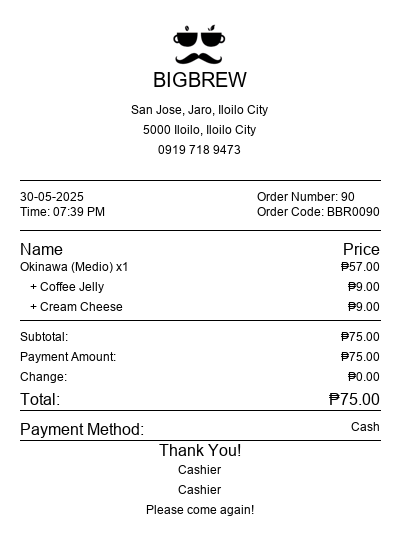 BIGBREW
San Jose, Jaro, Iloilo City
5000 Iloilo, Iloilo City
0919 718 9473
30-05-2025 Order Number: 90
Time: 07:39 PM Order Code: BBR0090
Name Price
Okinawa (Medio) x1 ₱57.00
+ Coffee Jelly ₱9.00
+ Cream Cheese ₱9.00
Subtotal: ₱75.00
Payment Amount: ₱75.00
Change: ₱0.00
Total: ₱75.00
Payment Method: Cash
Thank You!
Cashier
Cashier
Please come again!